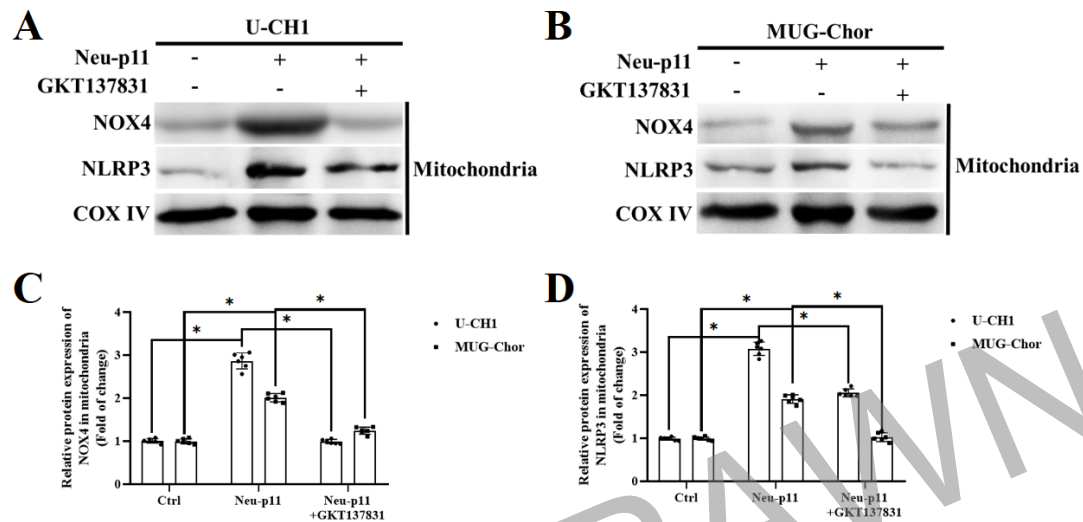 A
U-CH1
Neu-p11 - + +
GKT137831 - - +
NOX4
NLRP3
COX IV
Mitochondria
B
MUG-Chor
Neu-p11 - + +
GKT137831 - - +
NOX4
NLRP3
COX IV
Mitochondria
C
Relative protein expression of
NOX4 in mitochondria
(Fold of change)
4
3
2
1
0
* * * *
Ctrl
Neu-p11
Neu-p11
+GKT137831
U-CH1
MUG-Chor
D
Relative protein expression of
NLRP3 in mitochondria
(Fold of change)
4
3
2
1
0
* * * *
Ctrl
Neu-p11
Neu-p11
+GKT137831
U-CH1
MUG-Chor
AWN